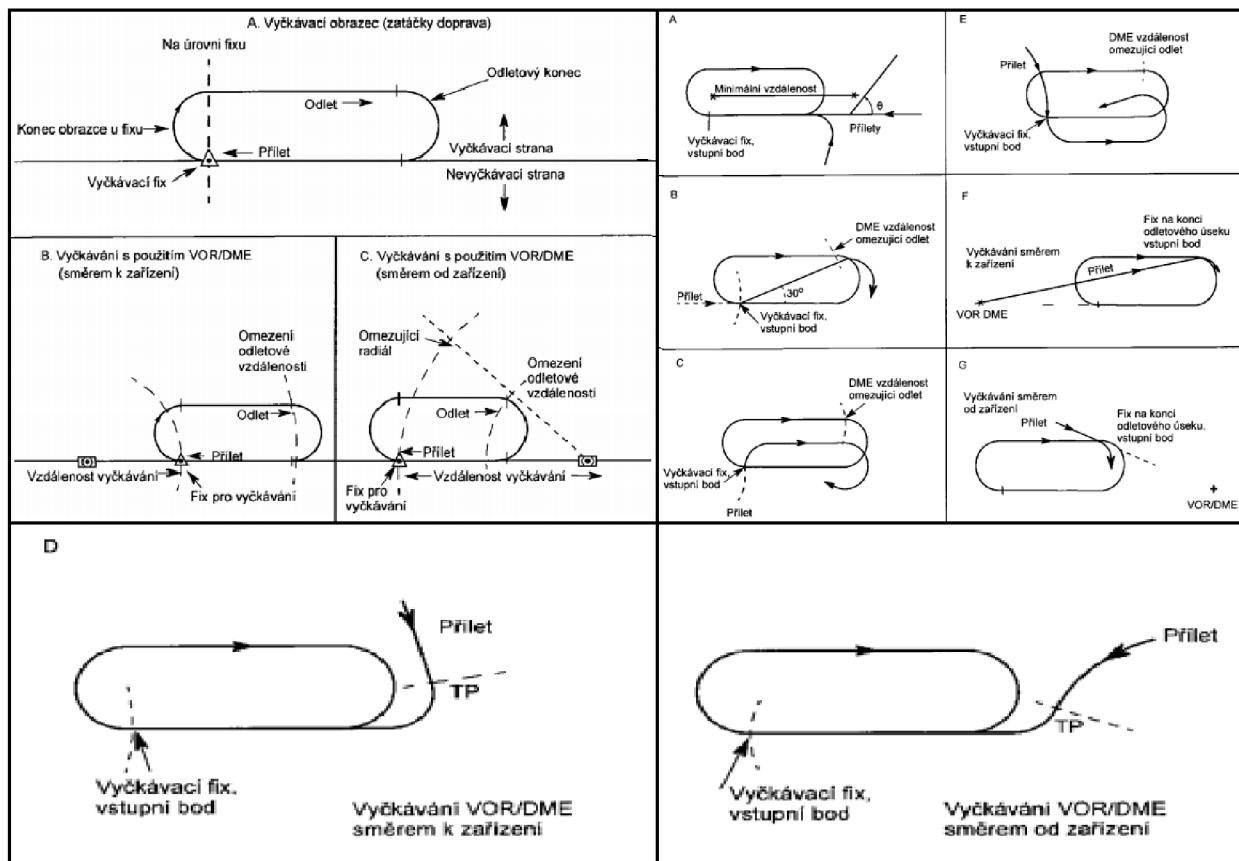 A. Vyčkávací obrazec (zatáčky doprava)
Na úrovni fixu
Odletový konec
Odlet
Konec obrazce u fixu
Přílet
Vyčkávací strana
Vyčkávací fix
Nevyčkávací strana
B. Vyčkávání s použitím VOR/DME
(směrem k zařízení)
Omezení
odletové
vzdálenosti
Odlet
Přílet
Vzdálenost vyčkávání
Fix pro vyčkávání
C. Vyčkávání s použitím VOR/DME
(směrem od zařízení)
Omezující
radiál
Omezení
odletové
vzdálenosti
Odlet
Přílet
Vzdálenost vyčkávání
Fix pro
vyčkávání
A
Minimální vzdálenost
θ
Přílety
Vyčkávací fix,
vstupní bod
E
DME vzdálenost
omezující odlet
Přílet
Vyčkávací fix,
vstupní bod
B
DME vzdálenost
omezující odlet
30°
Přílet
Vyčkávací fix,
vstupní bod
F
Fix na konci
odletového úseku
vstupní bod
Vyčkávání směrem
k zařízení
Přílet
VOR DME
C
DME vzdálenost
omezující odlet
Vyčkávací fix,
vstupní bod
Přílet
G
Vyčkávání směrem
od zařízení
Přílet
Fix na konci
odletového úseku,
vstupní bod
VOR/DME
D
Přílet
TP
Vyčkávací fix,
vstupní bod
Vyčkávání VOR/DME
směrem k zařízení
Přílet
TP
Vyčkávací fix,
vstupní bod
Vyčkávání VOR/DME
směrem od zařízení